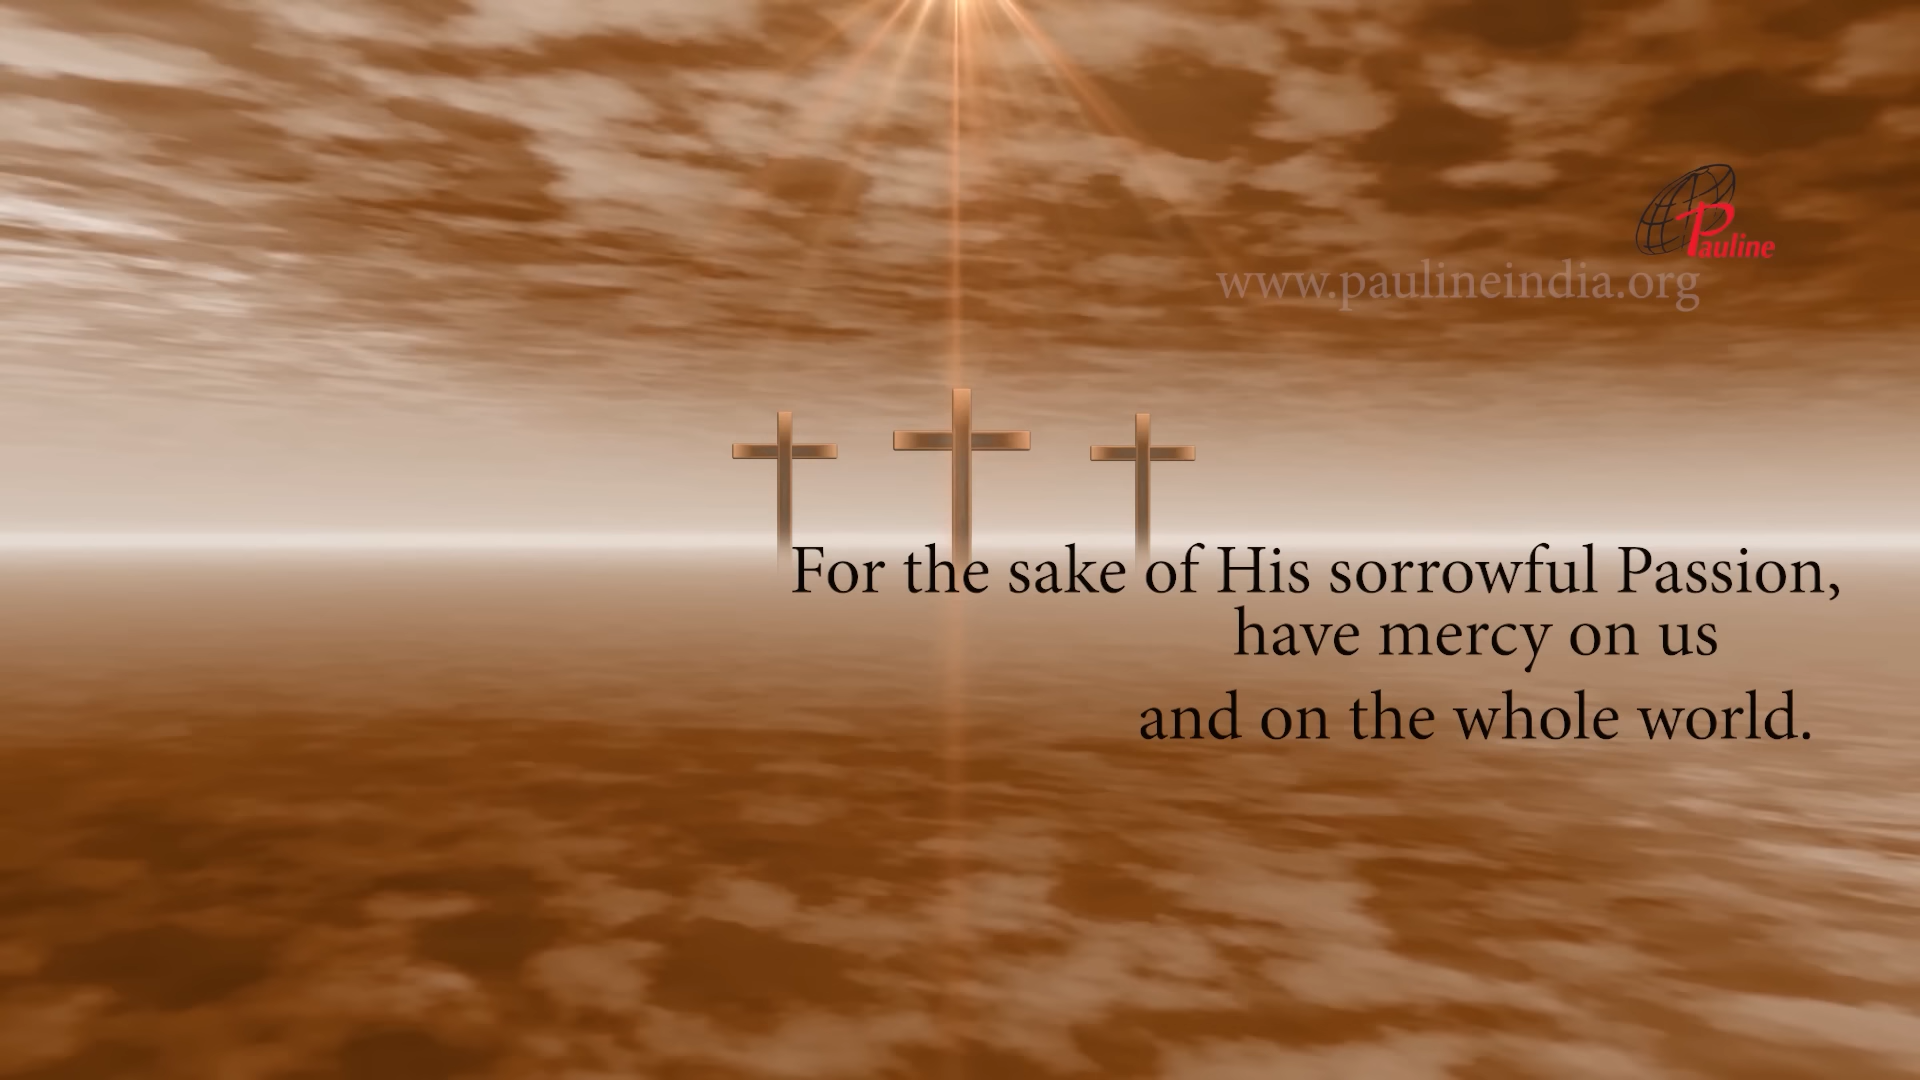 Pauline
www.paulineindia.org
For the sake of His sorrowful Passion,
have mercy on us
and on the whole world.